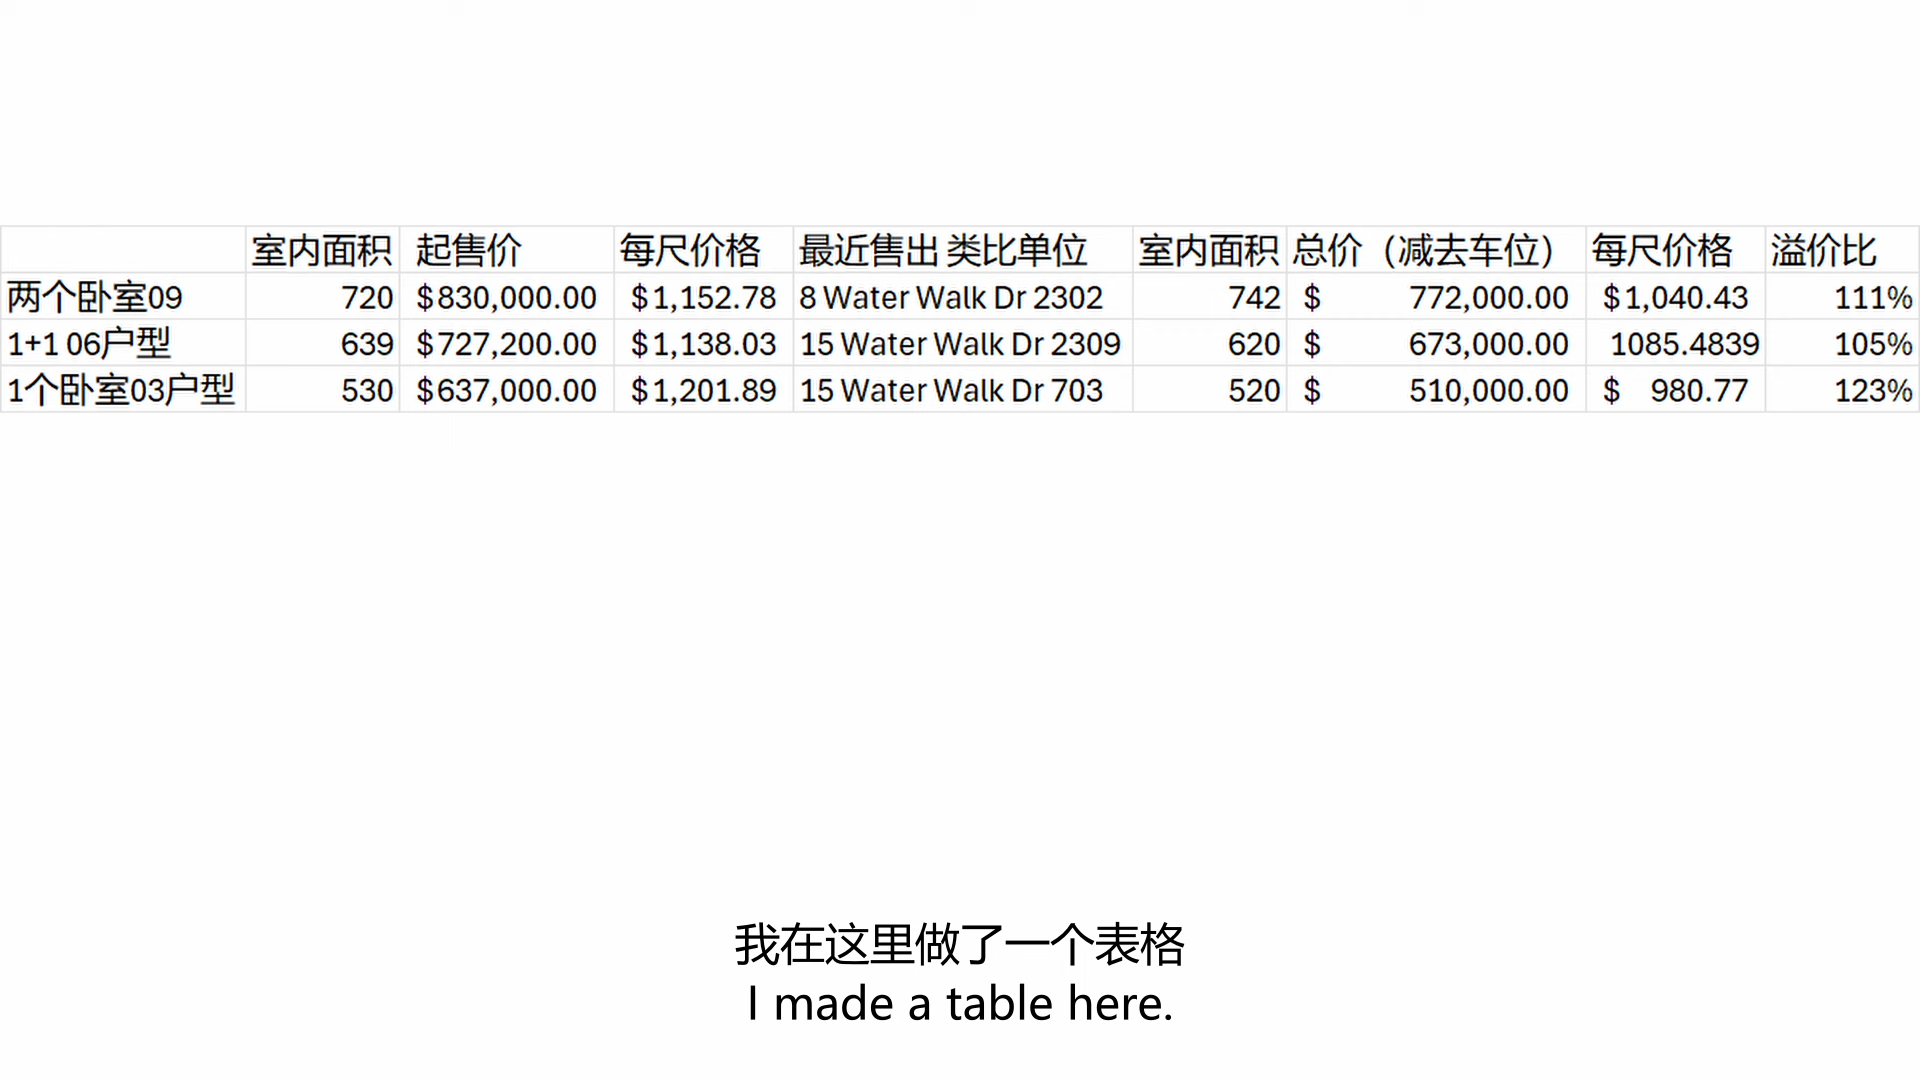 室内面积 起售价 每尺价格 最近售出 类比单位 室内面积 总价（减去车位） 每尺价格 溢价比
两个卧室09 720 $830,000.00 $1,152.78 8 Water Walk Dr 2302 742 $ 772,000.00 $1,040.43 111%
1+1 06户型 639 $727,200.00 $1,138.03 15 Water Walk Dr 2309 620 $ 673,000.00 1085.4839 105%
1个卧室03户型 530 $637,000.00 $1,201.89 15 Water Walk Dr 703 520 $ 510,000.00 $ 980.77 123%
我在这里做了一个表格
I made a table here.